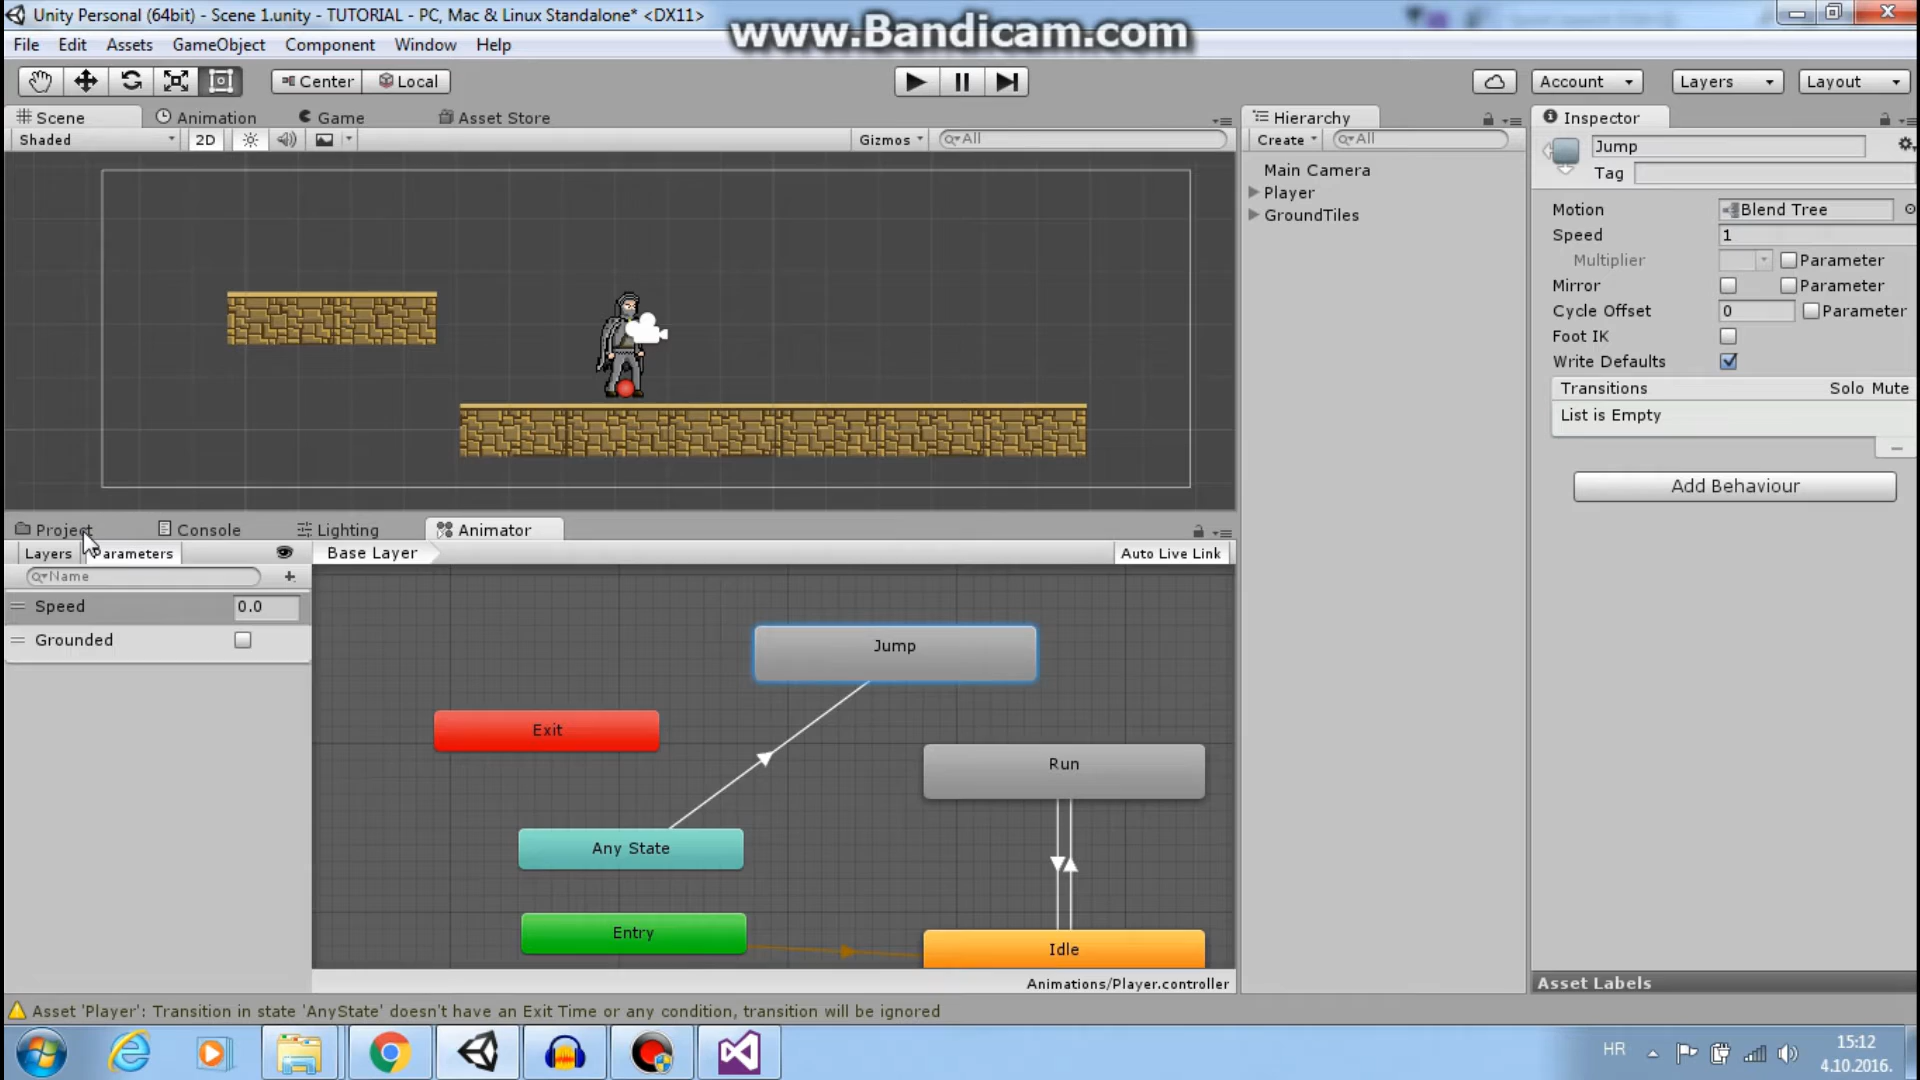 Unity Personal (64bit) - Scene 1.unity - TUTORIAL - PC, Mac & Linux Standalone* <DX11>
www.Bandicam.com
File Edit Assets GameObject Component Window Help
Center Local
Account Layers Layout
Scene Animation Game Asset Store
Hierarchy
Inspector
Shaded 2D Gizmos All
Create All
Main Camera
Player
GroundTiles
Jump
Tag
Motion Blend Tree
Speed 1
Multiplier Parameter
Mirror Parameter
Cycle Offset 0 Parameter
Foot IK
Write Defaults
Transitions Solo Mute
List is Empty
Add Behaviour
Asset Labels
Project Console Lighting Animator
Layers Parameters Base Layer Auto Live Link
Name
Speed 0.0
Grounded
Jump
Exit
Run
Any State
Entry
Idle
Animations/Player.controller
Asset 'Player': Transition in state 'AnyState' doesn't have an Exit Time or any condition, transition will be ignored
HR
15:12
4.10.2016.